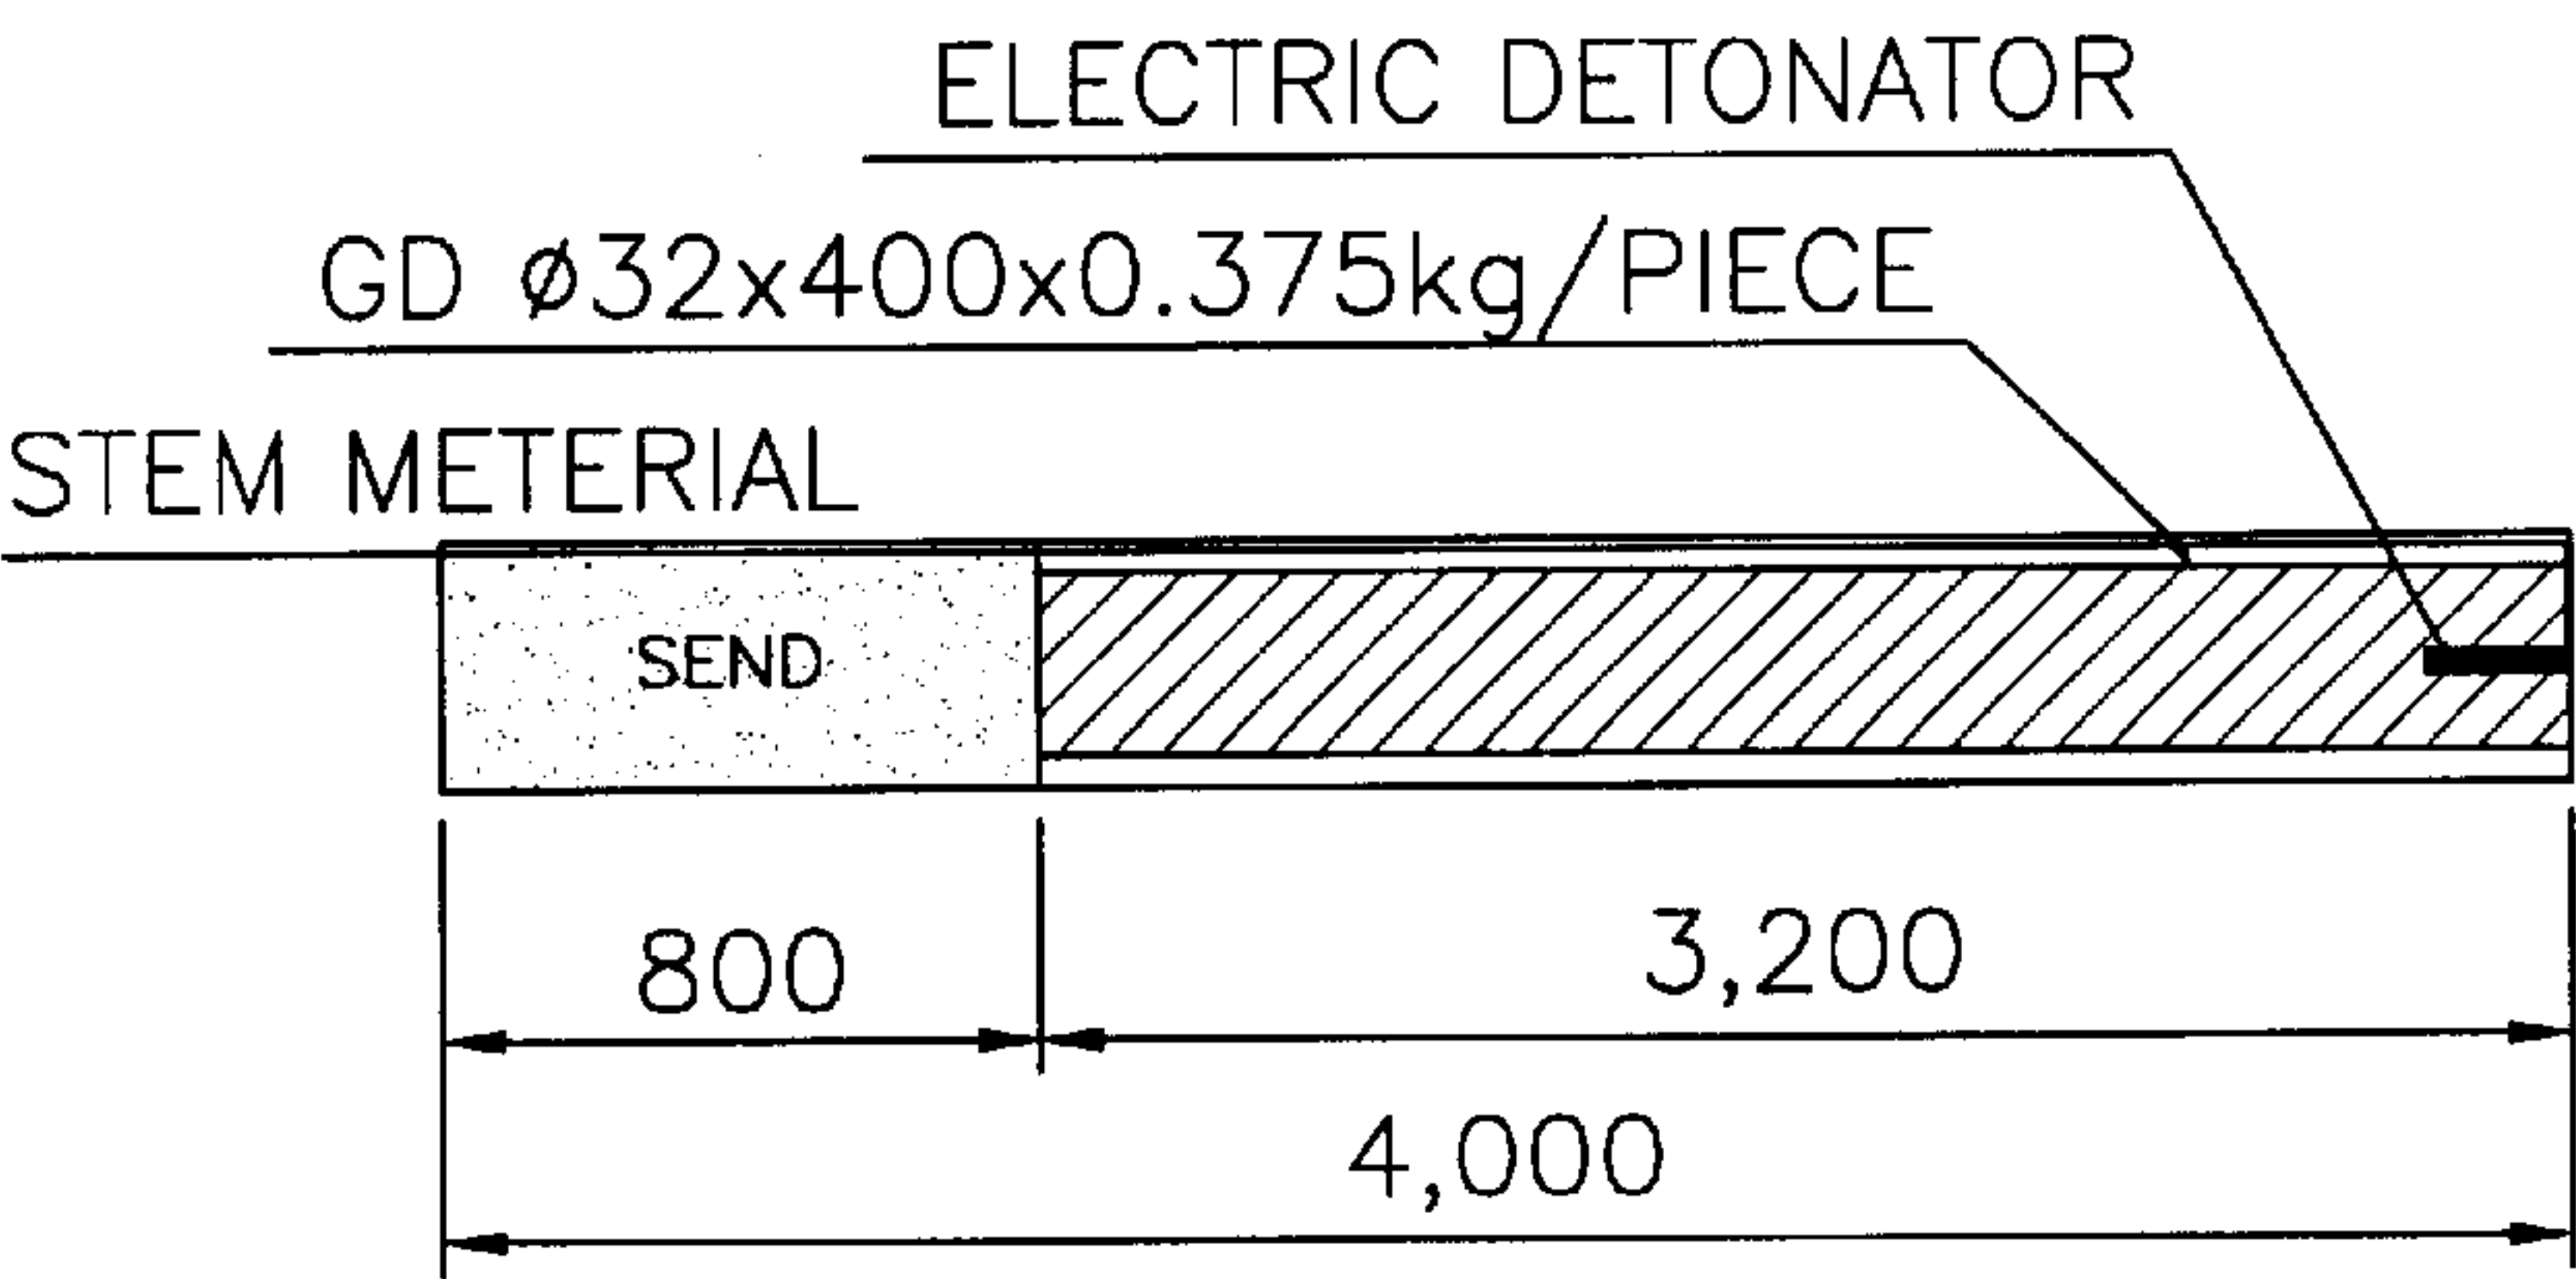 ELECTRIC DETONATOR
GD ø32x400x0.375kg/PIECE
STEM METERIAL
SEND
800
3,200
4,000